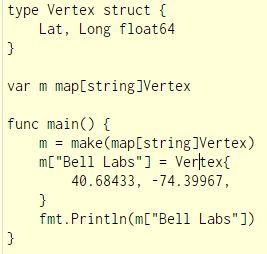 type Vertex struct {
    Lat, Long float64
}

var m map[string]Vertex

func main() {
    m = make(map[string]Vertex)
    m["Bell Labs"] = Vertex{
        40.68433, -74.39967,
    }
    fmt.Println(m["Bell Labs"])
}